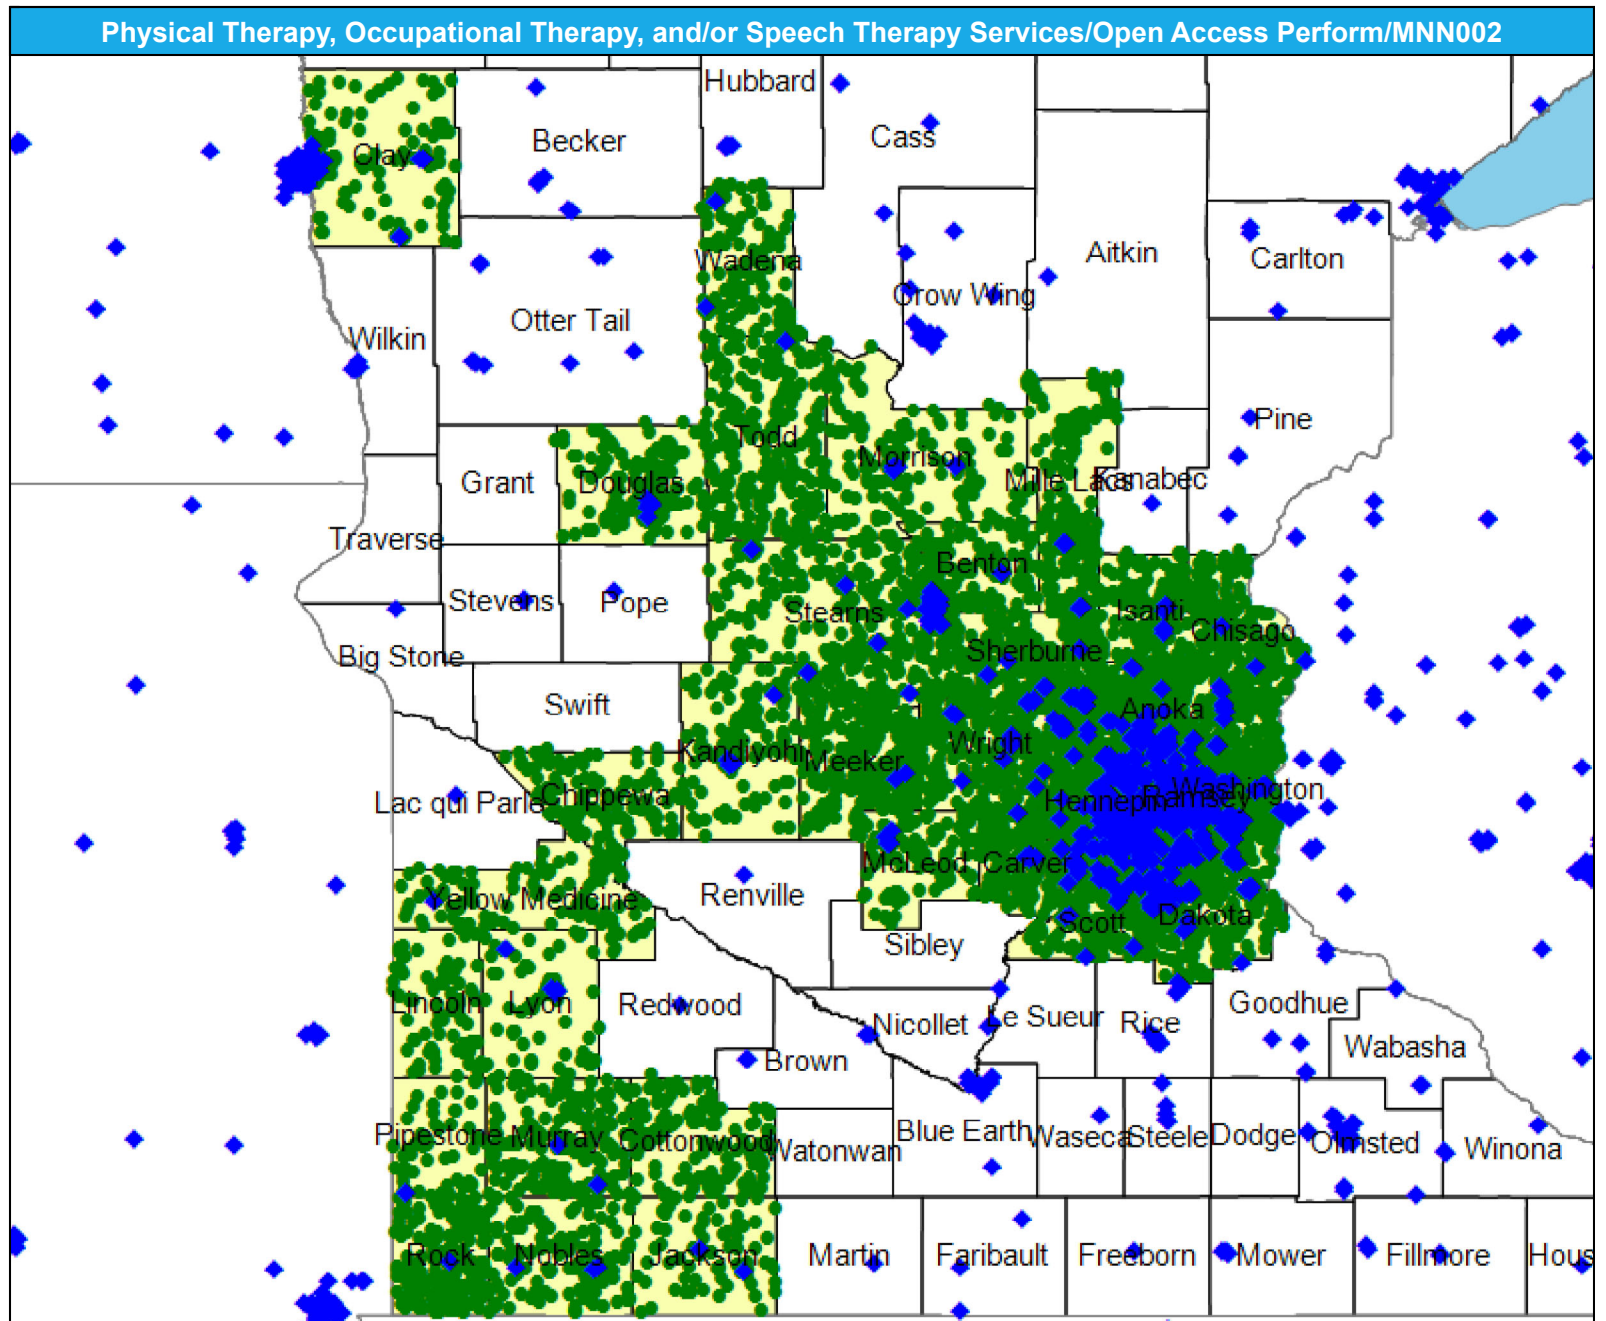 Physical Therapy, Occupational Therapy, and/or Speech Therapy Services/Open Access Perform/MNN002
Hubbard
Cass
Becker
Clay
Wadena
Aitkin
Carlton
Crow Wing
Otter Tail
Wilkin
Pine
Todd
Morrison
Mille Lacs
Kanabec
Grant
Douglas
Traverse
Benton
Stevens
Pope
Stearns
Isanti
Chisago
Big Stone
Sherburne
Swift
Anoka
Kandiyohi
Meeker
Wright
Lac qui Parle
Chippewa
Hennepin
Ramsey
Washington
McLeod
Carver
Yellow Medicine
Renville
Scott
Dakota
Sibley
Lincoln
Lyon
Redwood
Nicollet
Le Sueur
Rice
Goodhue
Wabasha
Brown
Pipestone
Murray
Cottonwood
Watonwan
Blue Earth
Waseca
Steele
Dodge
Olmsted
Winona
Rock
Nobles
Jackson
Martin
Faribault
Freeborn
Mower
Fillmore
Hous